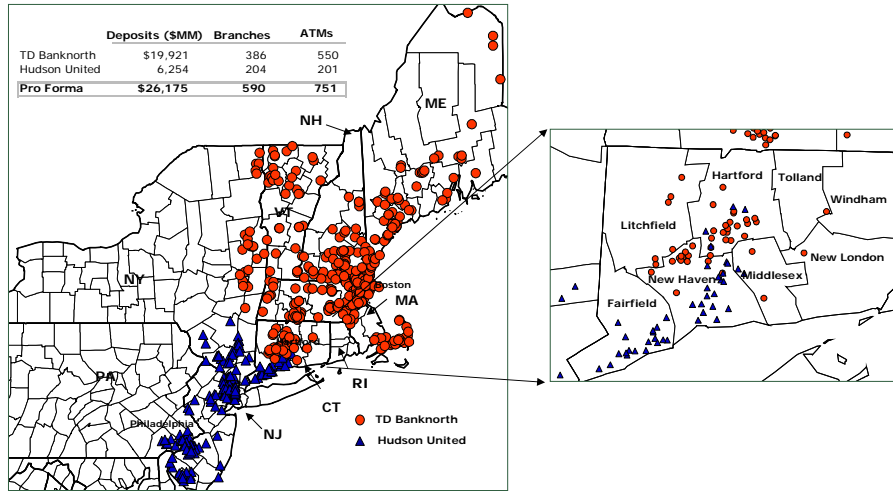 Deposits ($MM) Branches ATMs
TD Banknorth $19,921 386 550
Hudson United 6,254 204 201
Pro Forma $26,175 590 751
NH
ME
VT
NY
Boston
MA
Hartford
PA
RI
CT
Philadelphia
NJ
TD Banknorth
Hudson United
Hartford
Tolland
Windham
Litchfield
New London
New Haven
Middlesex
Fairfield